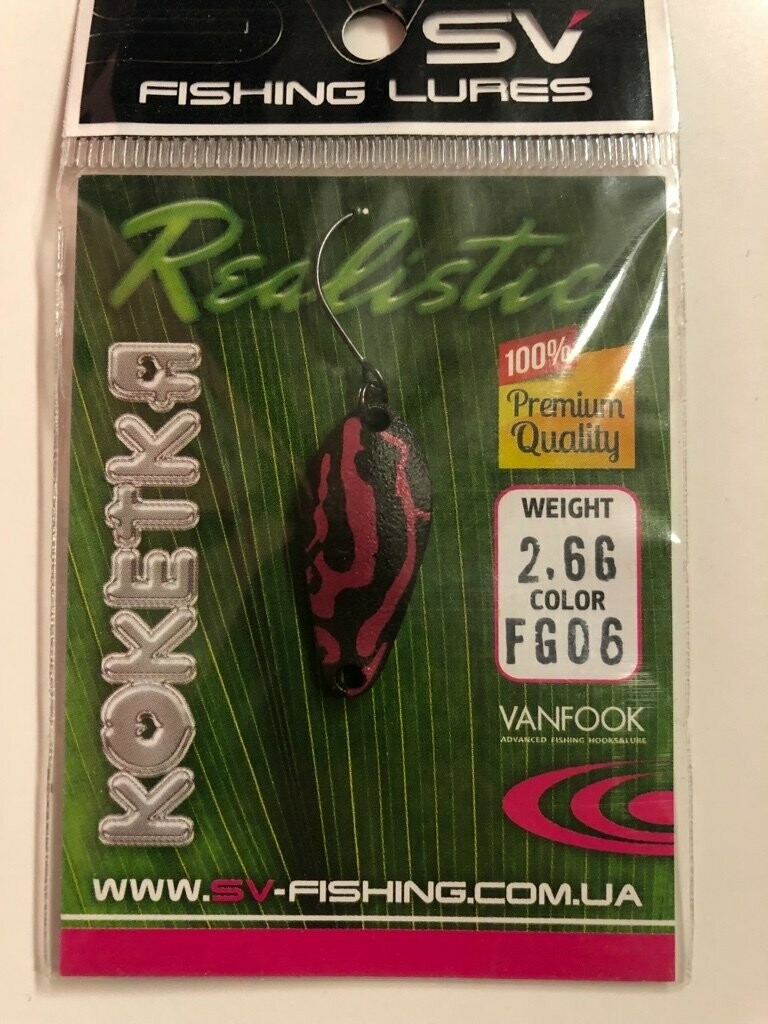 SV
FISHING LURES
Realistic
KOKETKA
100%
Premium
Quality
WEIGHT
2,6G
COLOR
FG06
VANFOOK
ADVANCED FISHING HOOKS&LURE
WWW.SV-FISHING.COM.UA